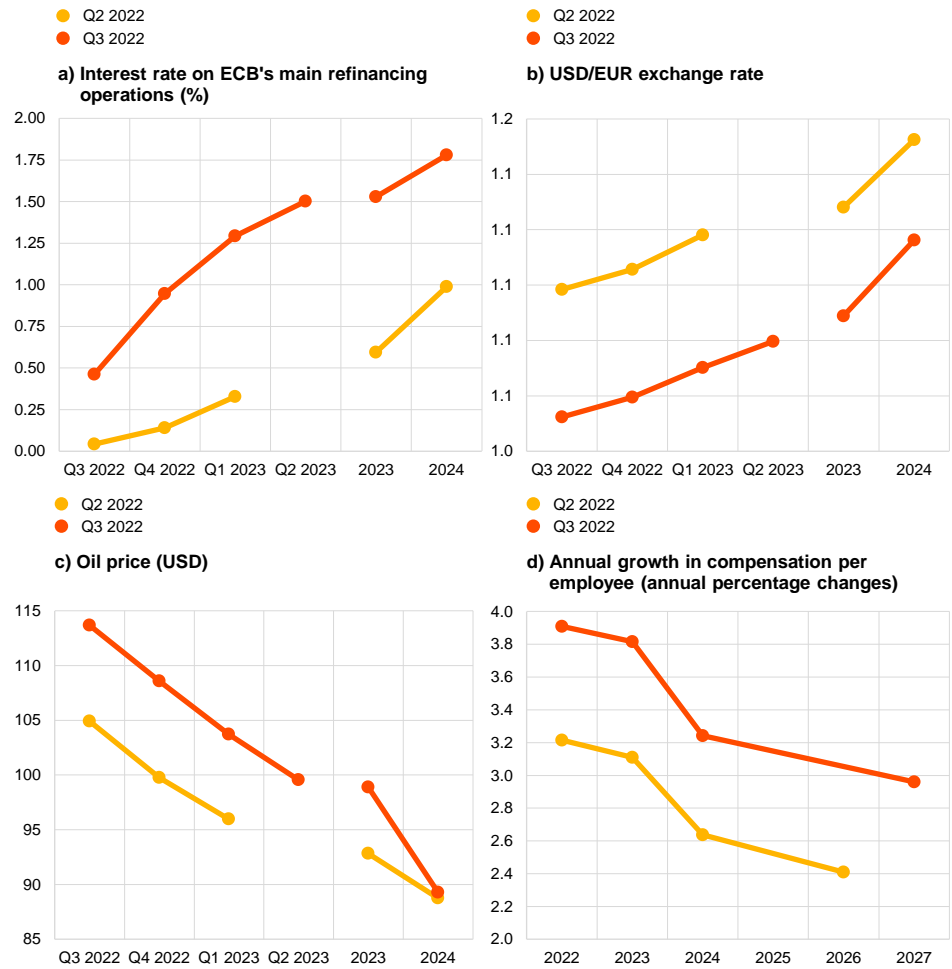 Q2 2022
Q3 2022
a) Interest rate on ECB's main refinancing
operations (%)
2.00
1.75
1.50
1.25
1.00
0.75
0.50
0.25
0.00
Q3 2022 Q4 2022 Q1 2023 Q2 2023 2023 2024
Q2 2022
Q3 2022
b) USD/EUR exchange rate
1.2
1.1
1.1
1.1
1.1
1.1
1.0
Q3 2022 Q4 2022 Q1 2023 Q2 2023 2023 2024
Q2 2022
Q3 2022
c) Oil price (USD)
115
110
105
100
95
90
85
Q3 2022 Q4 2022 Q1 2023 Q2 2023 2023 2024
Q2 2022
Q3 2022
d) Annual growth in compensation per
employee (annual percentage changes)
4.0
3.8
3.6
3.4
3.2
3.0
2.8
2.6
2.4
2.2
2.0
2022 2023 2024 2025 2026 2027